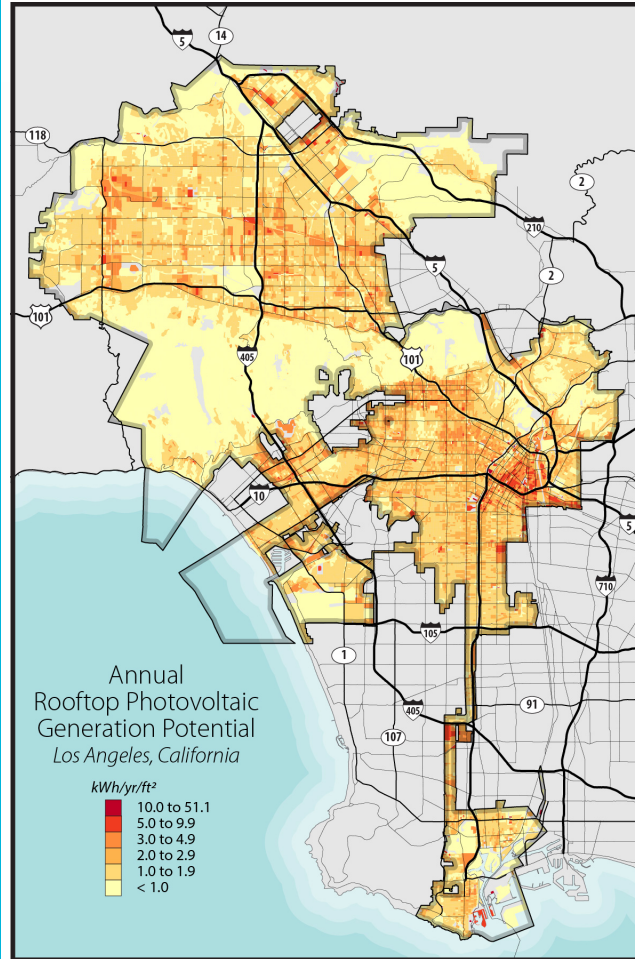 5
14
118
2
210
5
2
101
405
101
10
5
710
105
1
405
91
107
Annual
Rooftop Photovoltaic
Generation Potential
Los Angeles, California
kWh/yr/ft²
10.0 to 51.1
5.0 to 9.9
3.0 to 4.9
2.0 to 2.9
1.0 to 1.9
< 1.0